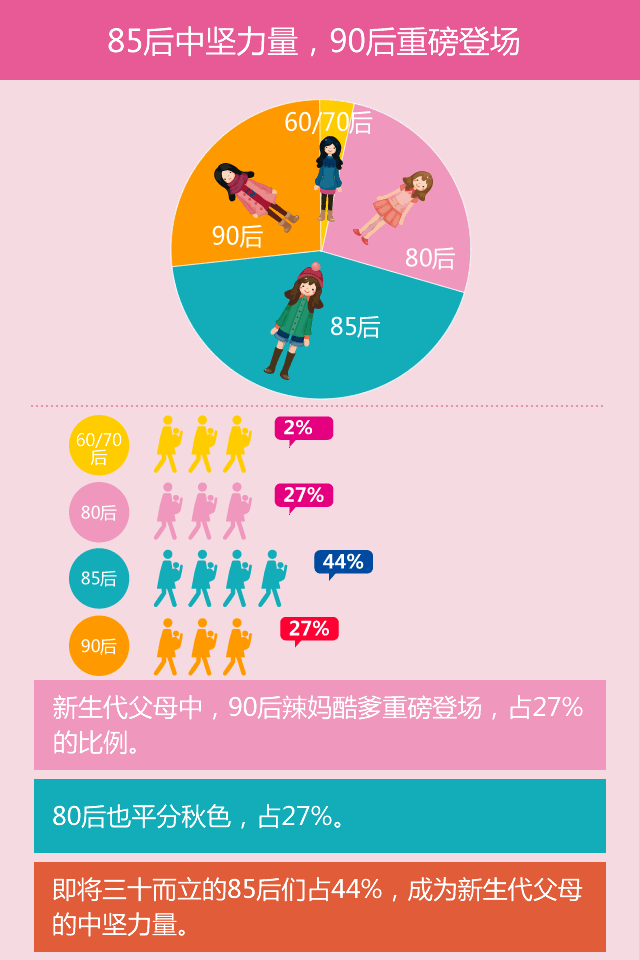 85后中坚力量，90后重磅登场
60/70后
90后
80后
85后
60/70
后
2%
80后
27%
85后
44%
90后
27%
新生代父母中，90后辣妈酷爹重磅登场，占27%
的比例。
80后也平分秋色，占27%。
即将三十而立的85后们占44%，成为新生代父母
的中坚力量。